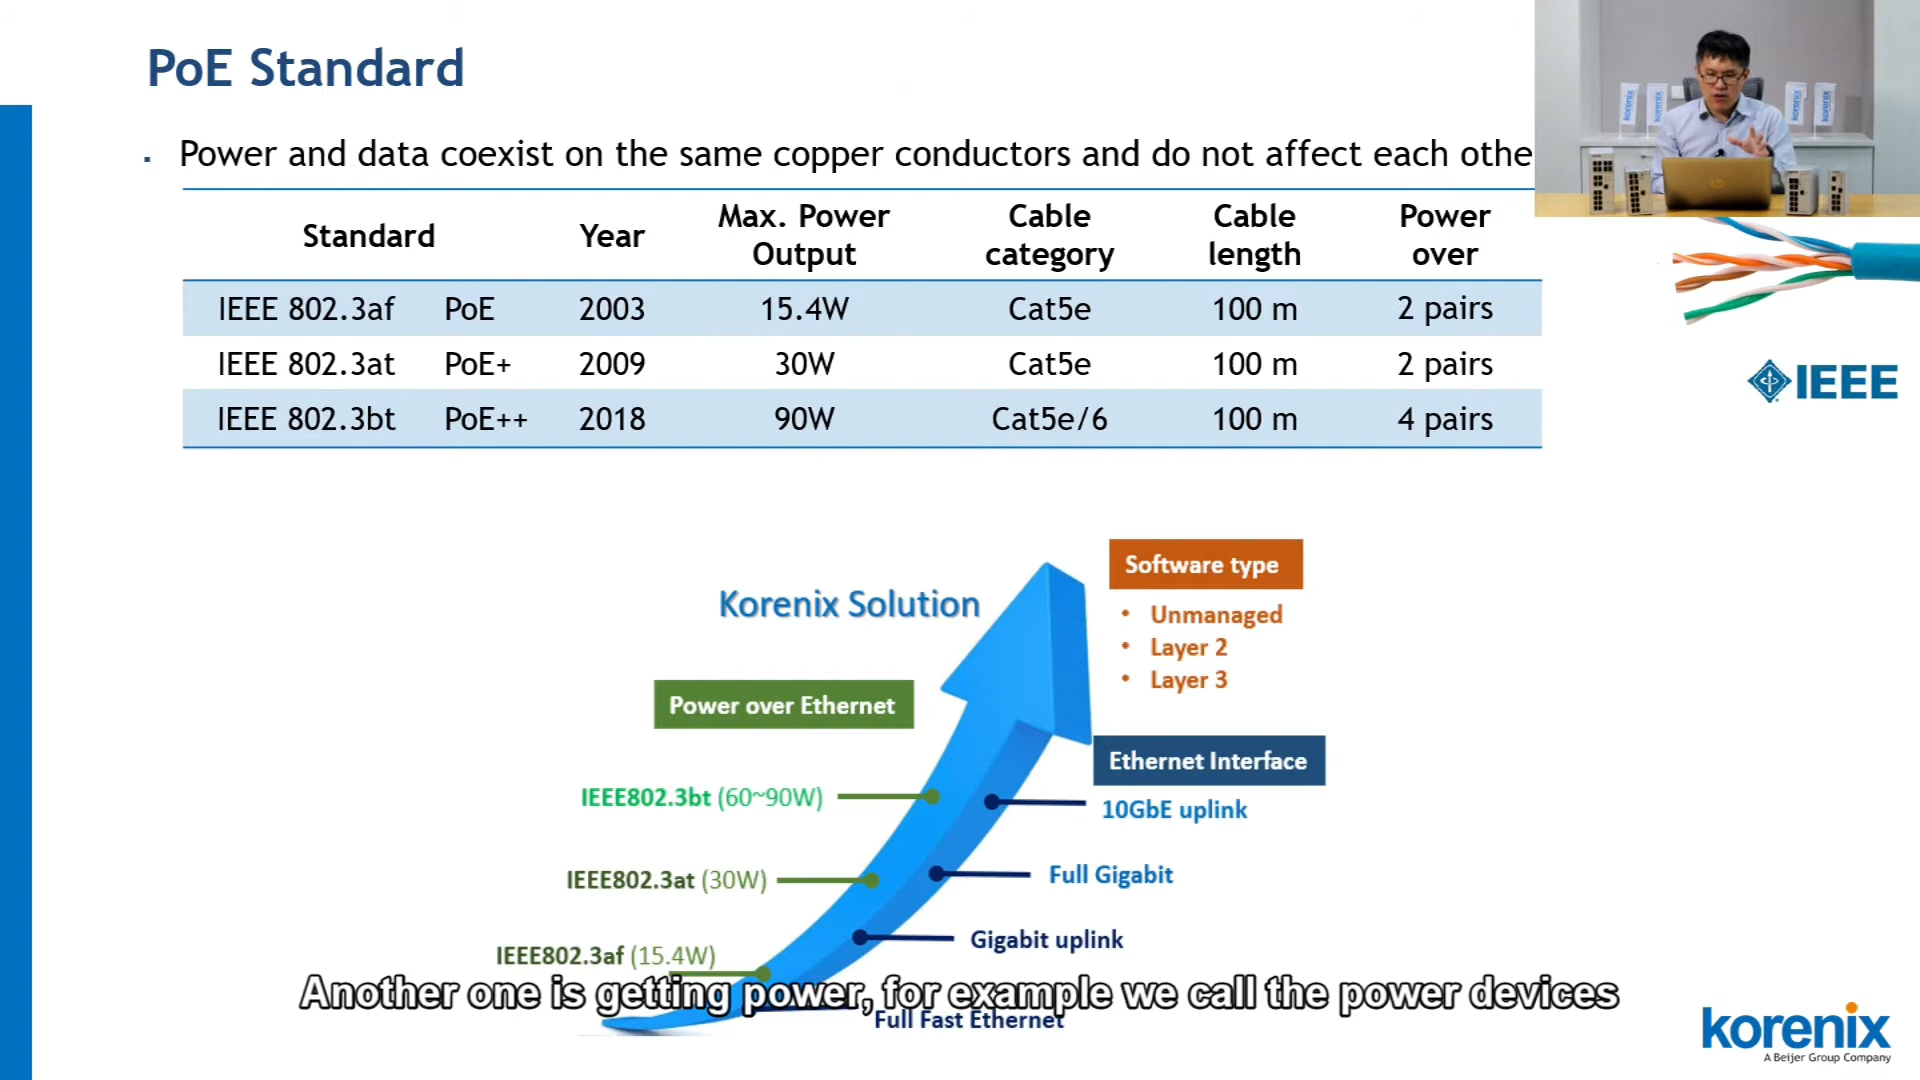 PoE Standard
Power and data coexist on the same copper conductors and do not affect each othe
Standard Year Max. Power Output Cable category Cable length Power over
IEEE 802.3af PoE 2003 15.4W Cat5e 100 m 2 pairs
IEEE 802.3at PoE+ 2009 30W Cat5e 100 m 2 pairs
IEEE 802.3bt PoE++ 2018 90W Cat5e/6 100 m 4 pairs
korenix korenix korenix korenix
IEEE
Korenix Solution
Software type
• Unmanaged
• Layer 2
• Layer 3
Power over Ethernet
Ethernet Interface
IEEE802.3bt (60~90W)
10GbE uplink
IEEE802.3at (30W)
Full Gigabit
Gigabit uplink
IEEE802.3af (15.4W)
Full Fast Ethernet
Another one is getting power, for example we call the power devices
korenix
A Beijer Group Company